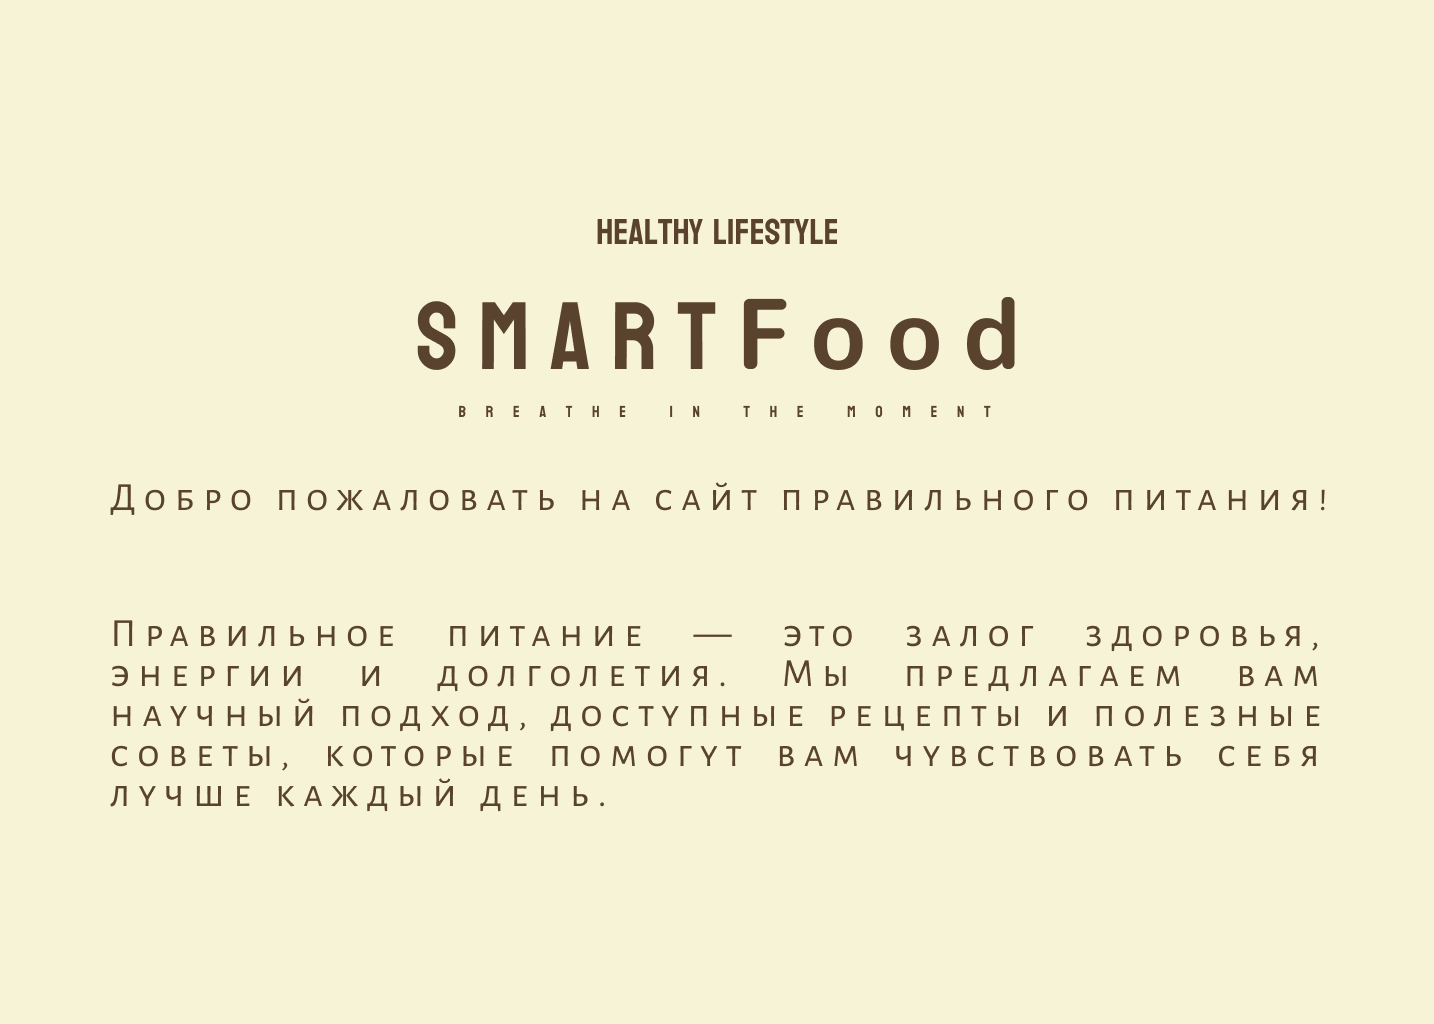 HEALTHY LIFESTYLE
SMARTFood
BREATHE IN THE MOMENT
Добро пожаловать на сайт правильного питания!
Правильное питание — это залог здоровья,
энергии и долголетия. Мы предлагаем вам
научный подход, доступные рецепты и полезные
советы, которые помогут вам чувствовать себя
лучше каждый день.